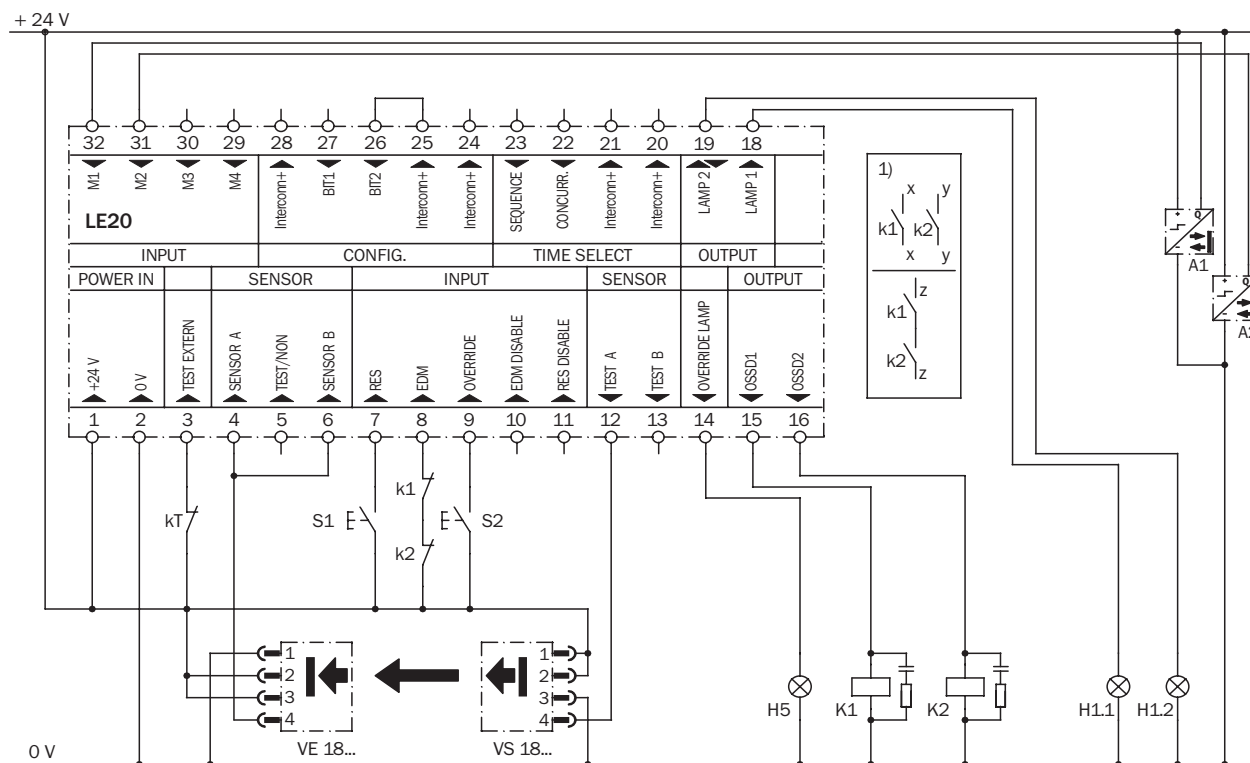 + 24 V
32 31 30 29 28 27 26 25 24 23 22 21 20 19 18
M1 M2 M3 M4 Interconn+ BIT1 BIT2 Interconn+ Interconn+ SEQUENCE CONCURR. Interconn+ Interconn+ LAMP 2 LAMP 1
LE20
INPUT CONFIG. TIME SELECT OUTPUT
POWER IN SENSOR INPUT SENSOR OUTPUT
+24 V 0 V TEST EXTERN SENSOR A TEST/NON SENSOR B RES EDM OVERRIDE EDM DISABLE RES DISABLE TEST A TEST B OVERRIDE LAMP OSSD1 OSSD2
1 2 3 4 5 6 7 8 9 10 11 12 13 14 15 16
1)
x y
k1 k2
x y
z
k1
k2
z
+ Q
-
A1
+ Q
-
kT
S1
k1
k2
S2
1
2
3
4
VE 18...
1
2
3
4
VS 18...
H5
K1
K2
H1.1
H1.2
0 V